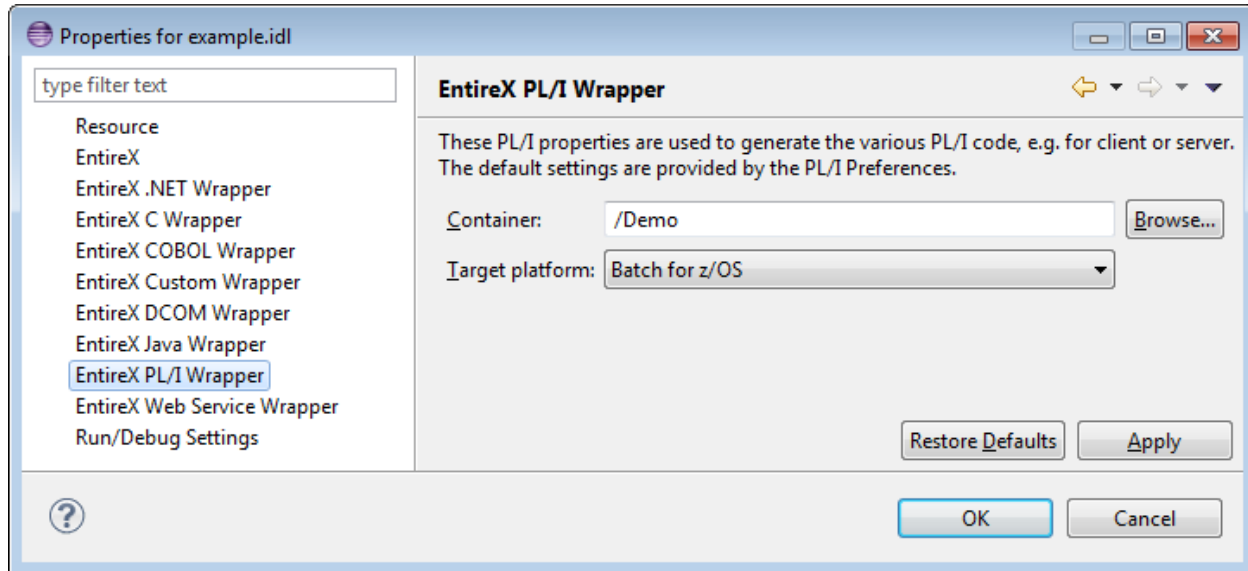 Properties for example.idl
type filter text
Resource
EntireX
EntireX .NET Wrapper
EntireX C Wrapper
EntireX COBOL Wrapper
EntireX Custom Wrapper
EntireX DCOM Wrapper
EntireX Java Wrapper
EntireX PL/I Wrapper
EntireX Web Service Wrapper
Run/Debug Settings
EntireX PL/I Wrapper
These PL/I properties are used to generate the various PL/I code, e.g. for client or server.
The default settings are provided by the PL/I Preferences.
Container: /Demo Browse...
Target platform: Batch for z/OS
Restore Defaults Apply
? OK Cancel